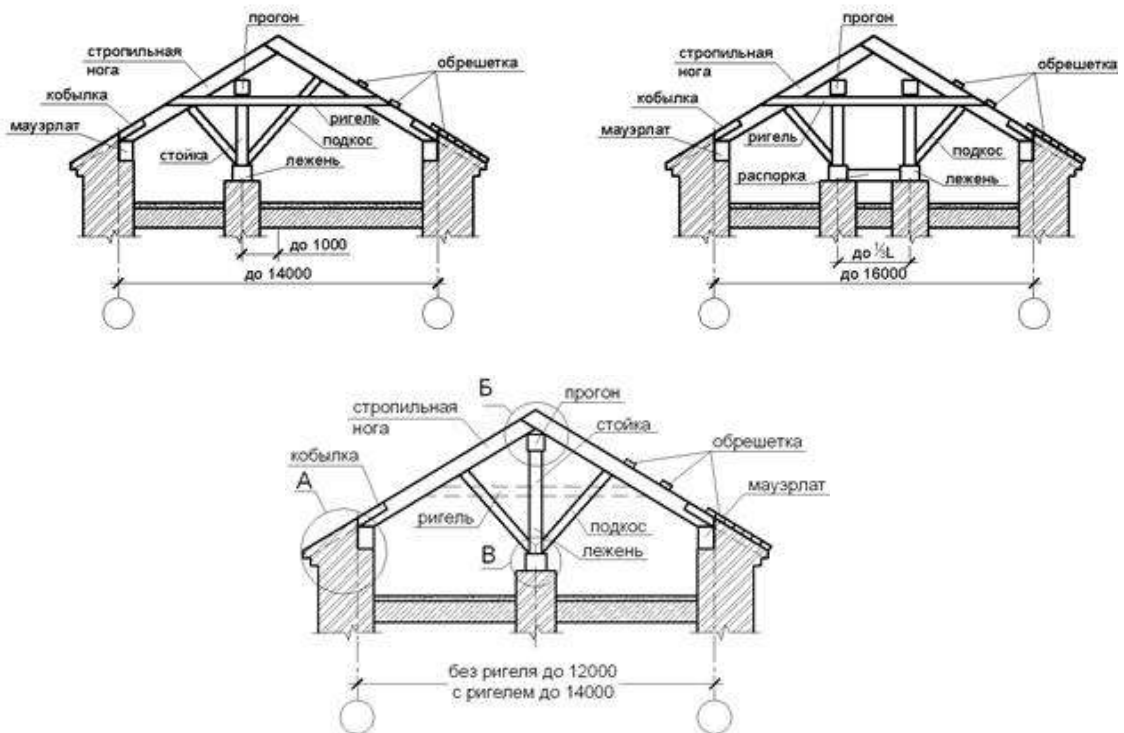 прогон
стропильная
нога
обрешетка
кобылка
мауэрлат
ригель
подкос
стойка
лежень
до 1000
до 14000
прогон
стропильная
нога
обрешетка
кобылка
мауэрлат
ригель
подкос
распорка
лежень
до ⅓L
до 16000
Б
прогон
стропильная
нога
стойка
обрешетка
кобылка
А
мауэрлат
ригель
подкос
В
лежень
без ригеля до 12000
с ригелем до 14000